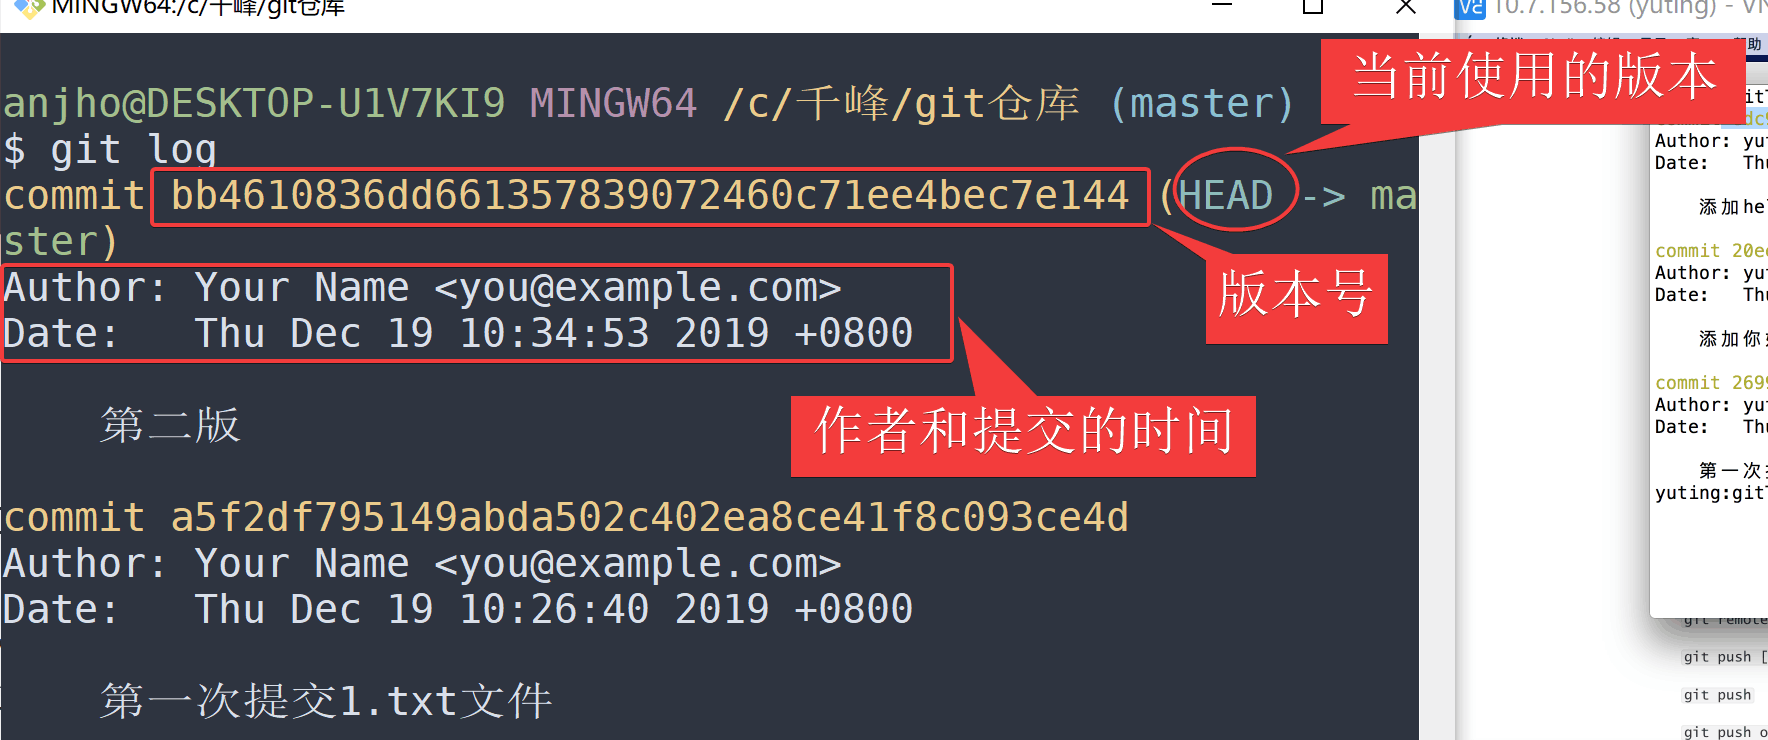 MINGW64:/c/千峰/git仓库
anjho@DESKTOP-U1V7KI9 MINGW64 /c/千峰/git仓库 (master)
$ git log
commit bb4610836dd661357839072460c71ee4bec7e144 (HEAD -> ma
ster)
Author: Your Name <you@example.com>
Date:   Thu Dec 19 10:34:53 2019 +0800
第二版
commit a5f2df795149abda502c402ea8ce41f8c093ce4d
Author: Your Name <you@example.com>
Date:   Thu Dec 19 10:26:40 2019 +0800
第一次提交1.txt文件
当前使用的版本
版本号
作者和提交的时间
10.7.156.58 (yuting) - VN
帮助
Author: yu
Date:   Thu
添加he
commit 20e
Author: yu
Date:   Thu
添加你
commit 2699
Author: yu
Date:   Thu
第一次
yuting:git
git remote
git push [
git push
git push o